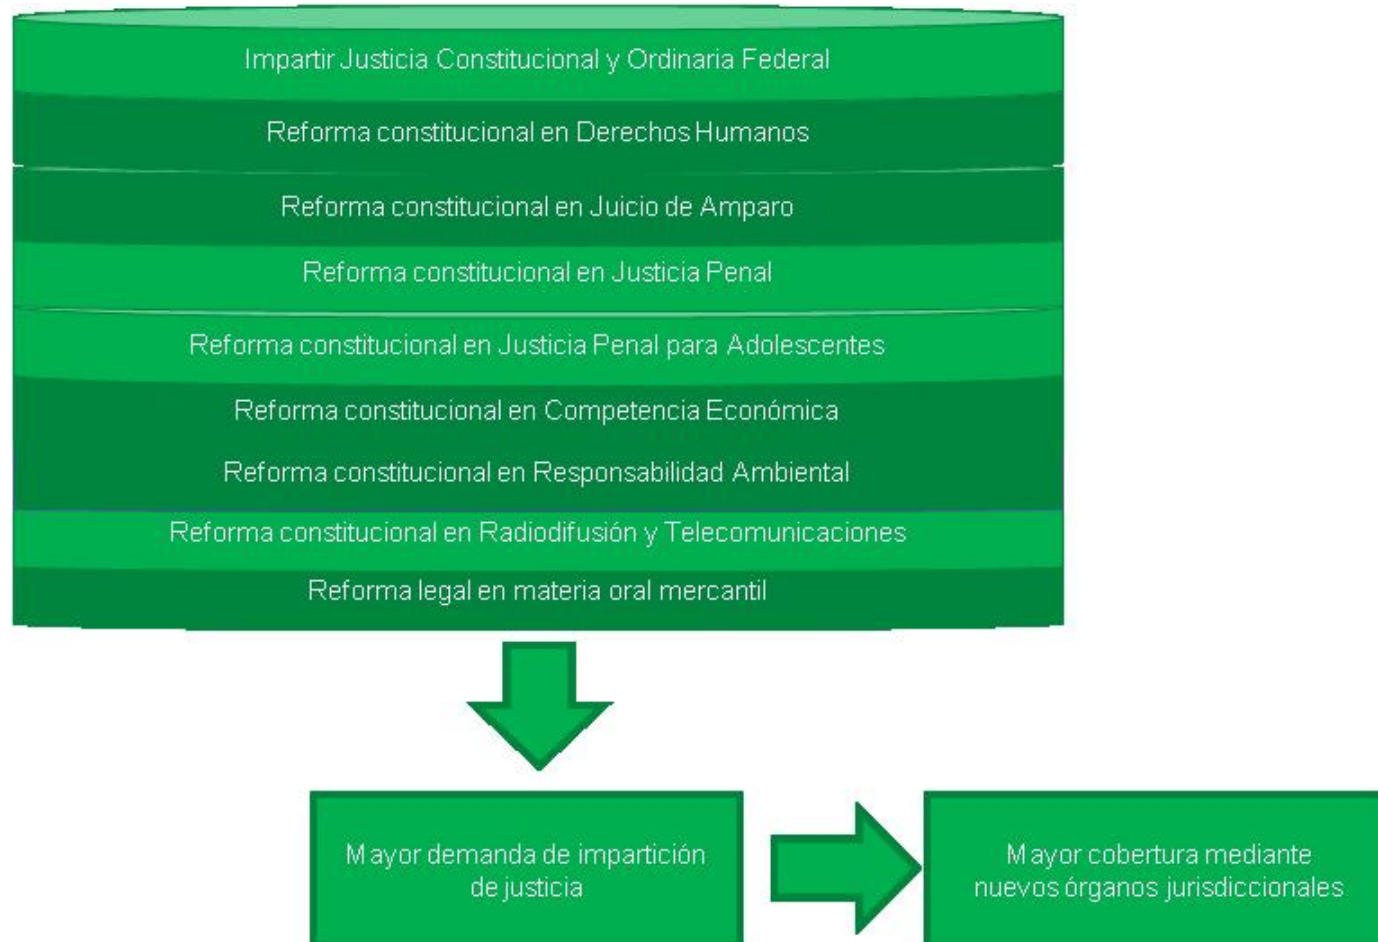 Impartir Justicia Constitucional y Ordinaria Federal
Reforma constitucional en Derechos Humanos
Reforma constitucional en Juicio de Amparo
Reforma constitucional en Justicia Penal
Reforma constitucional en Justicia Penal para Adolescentes
Reforma constitucional en Competencia Económica
Reforma constitucional en Responsabilidad Ambiental
Reforma constitucional en Radiodifusión y Telecomunicaciones
Reforma legal en materia oral mercantil
Mayor demanda de impartición
de justicia
Mayor cobertura mediante
nuevos órganos jurisdiccionales